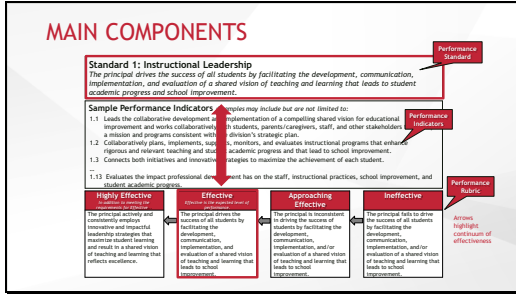 MAIN COMPONENTS
Performance
Standard
Standard 1: Instructional Leadership
The principal drives the success of all students by facilitating the development, communication,
implementation, and evaluation of a shared vision of teaching and learning that leads to student
academic progress and school improvement.
Sample Performance Indicators
mples may include but are not limited to:
Performance
Indicators
1.1 Leads the collaborative development a implementation of a compelling shared vision for educational
improvement and works collaboratively th students, parents/caregivers, staff, and other stakeholders
a mission and programs consistent with e division's strategic plan.
1.2 Collaboratively plans, implements, su monitors, and evaluates instructional programs that enhance
rigorous and relevant teaching and stu academic progress and that lead to school improvement.
1.3 Connects both initiatives and innovati rategies to maximize the achievement of each student.
...
1.13 Evaluates the impact professional deve nt has on the staff, instructional practices, school improvement, and
student academic progress.
Performance
Rubric
Highly Effective
In addition to meeting the
requirements for Effective
The principal actively and
consistently employs
innovative and impactful
leadership strategies that
maximize student learning
and result in a shared vision
of teaching and learning that
reflects excellence.
Effective
Effective is the expected level of
performance.
The principal drives the
success of all students by
facilitating the
development,
communication,
implementation, and
evaluation of a shared vision
of teaching and learning that
leads to school
improvement.
Approaching
Effective
The principal is inconsistent
in driving the success of
students by facilitating the
development,
communication,
implementation, and/or
evaluation of a shared vision
of teaching and learning that
leads to school
improvement.
Ineffective
The principal fails to drive
the success of all students
by facilitating the
development,
communication,
implementation, and/or
evaluation of a shared vision
of teaching and learning that
leads to school
improvement.
Arrows
highlight
continuum of
effectiveness